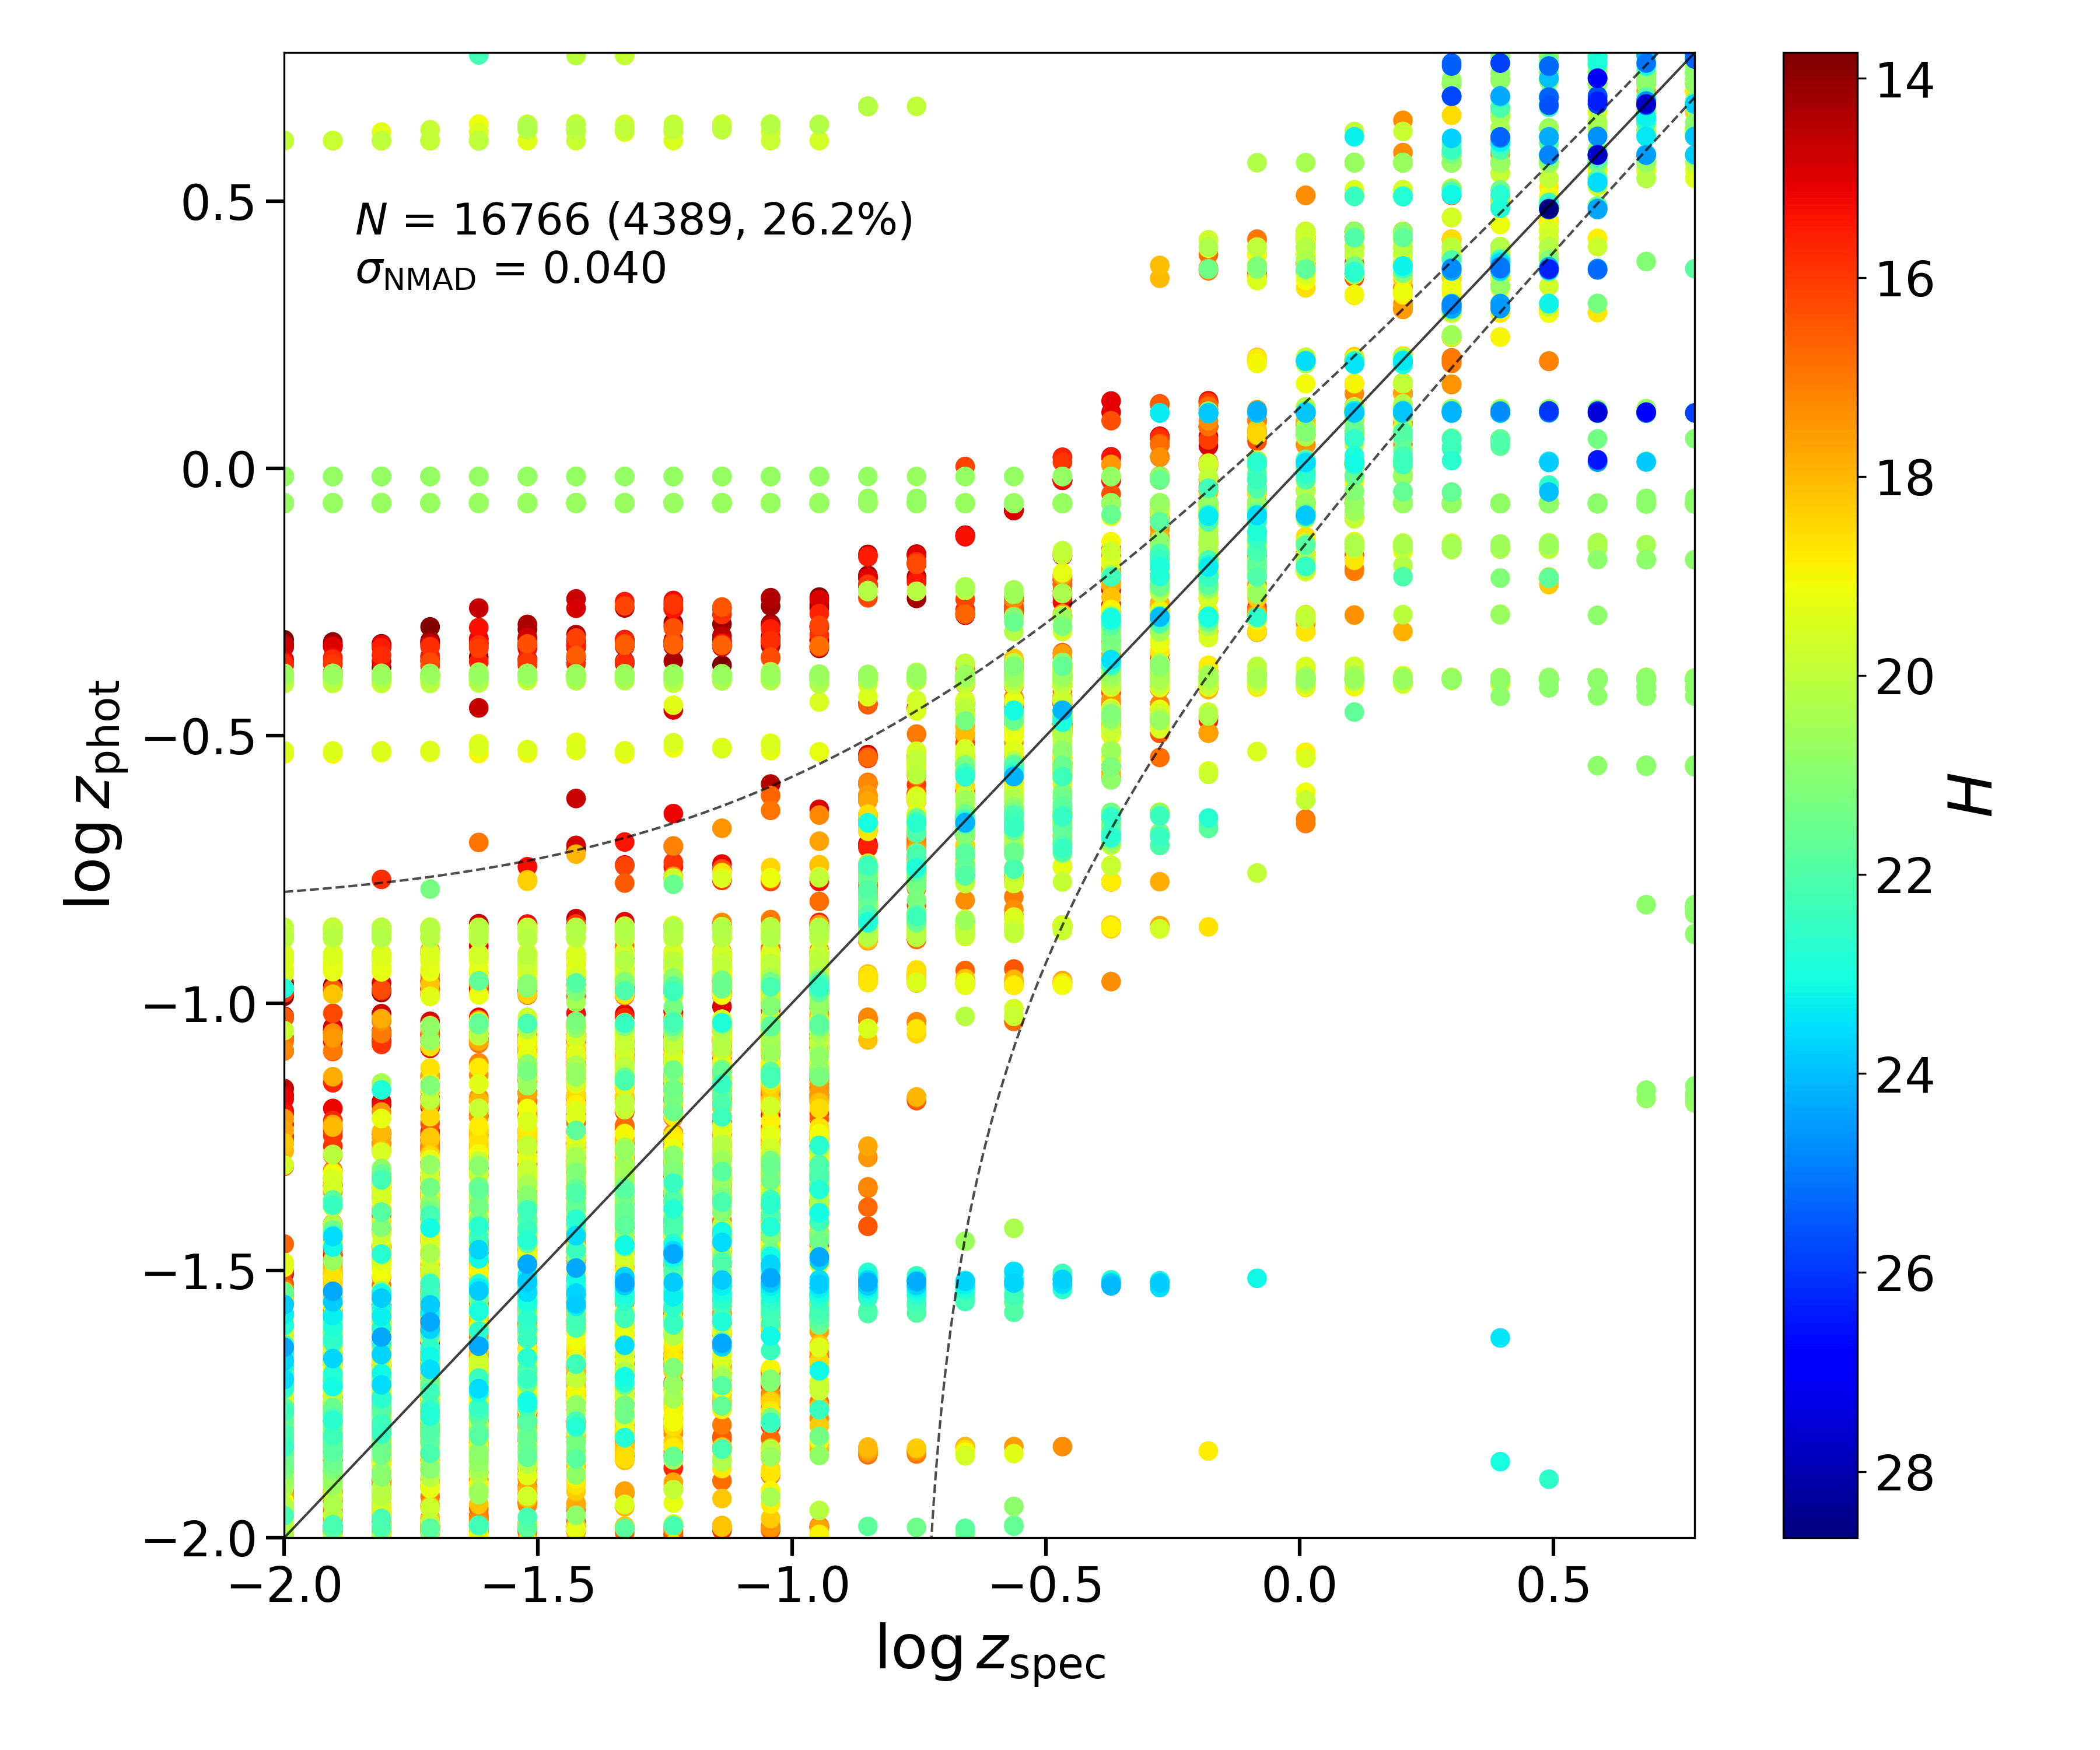 N = 16766 (4389, 26.2%)
σNMAD = 0.040
0.5
0.0
−0.5
−1.0
−1.5
−2.0
log zphot
−2.0 −1.5 −1.0 −0.5 0.0 0.5
log zspec
14
16
18
20
22
24
26
28
H